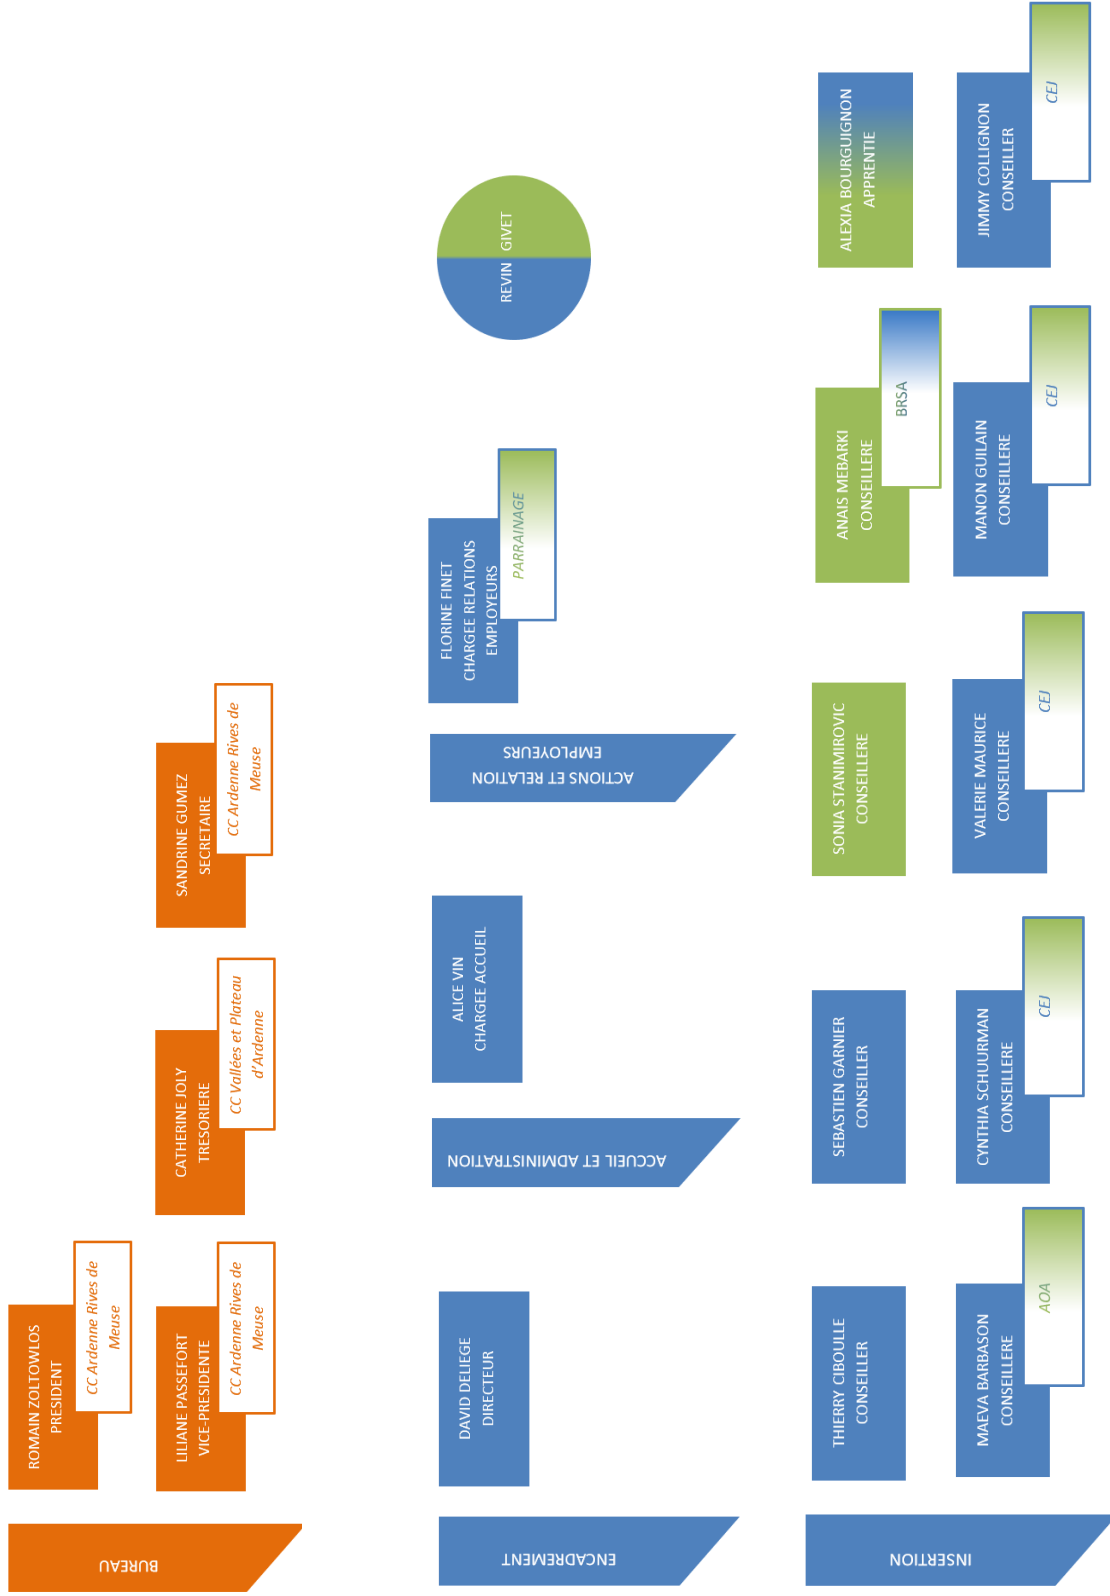 BUREAU
ROMAIN ZOLTOWLOS
PRESIDENT
CC Ardenne Rives de
Meuse
LILIANE PASSEFORT
VICE-PRESIDENTE
CC Ardenne Rives de
Meuse
CATHERINE JOLY
TRESORIERE
CC Vallées et Plateau
d'Ardenne
SANDRINE GUMEZ
SECRETAIRE
CC Ardenne Rives de
Meuse
ENCADREMENT
DAVID DELIEGE
DIRECTEUR
ACCUEIL ET ADMINISTRATION
ALICE VIN
CHARGEE ACCUEIL
ACTIONS ET RELATION
EMPLOYEURS
FLORINE FINET
CHARGEE RELATIONS
EMPLOYEURS
PARRAINAGE
REVIN GIVET
INSERTION
THIERRY CIBOULLE
CONSEILLER
SEBASTIEN GARNIER
CONSEILLER
SONIA STANIMIROVIC
CONSEILLERE
ANAIS MEBARKI
CONSEILLERE
BRSA
ALEXIA BOURGUIGNON
APPRENTIE
MAEVA BARBASON
CONSEILLERE
AOA
CYNTHIA SCHUURMAN
CONSEILLERE
CEJ
VALERIE MAURICE
CONSEILLERE
CEJ
MANON GUILAIN
CONSEILLERE
CEJ
JIMMY COLLIGNON
CONSEILLER
CEJ